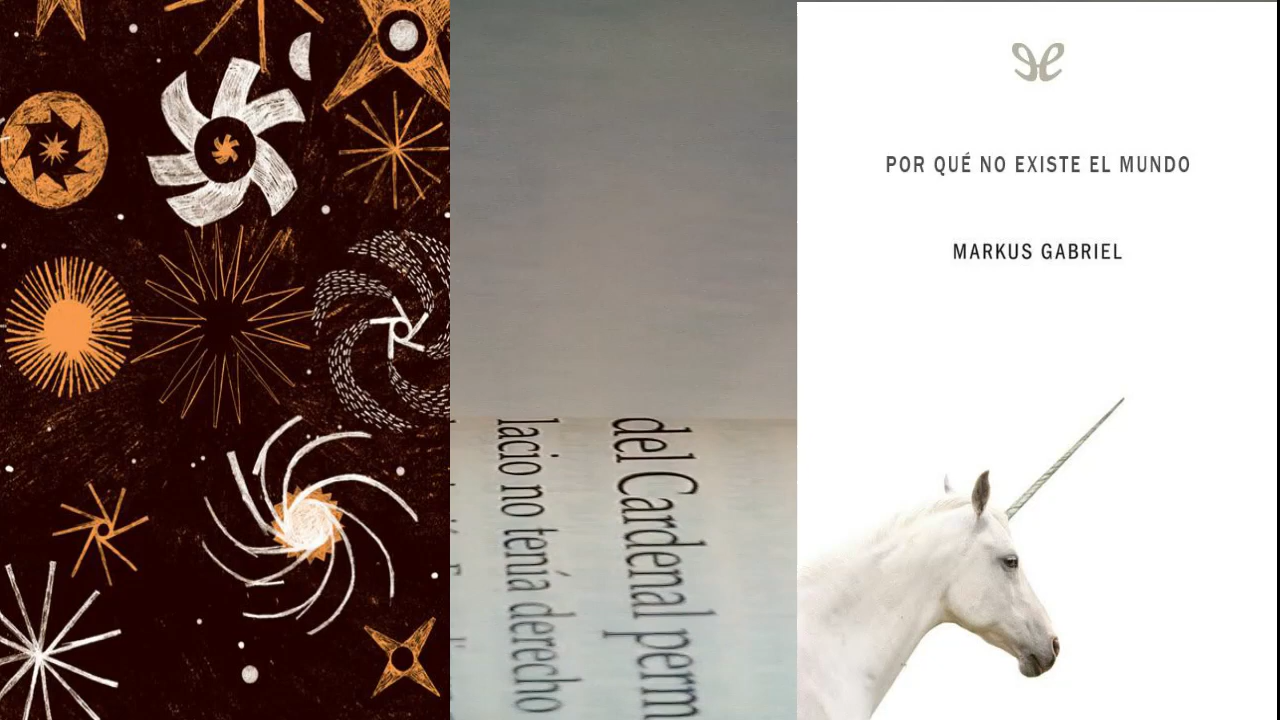 del Cardenal perm
lacio no tenía derecho
POR QUÉ NO EXISTE EL MUNDO
MARKUS GABRIEL